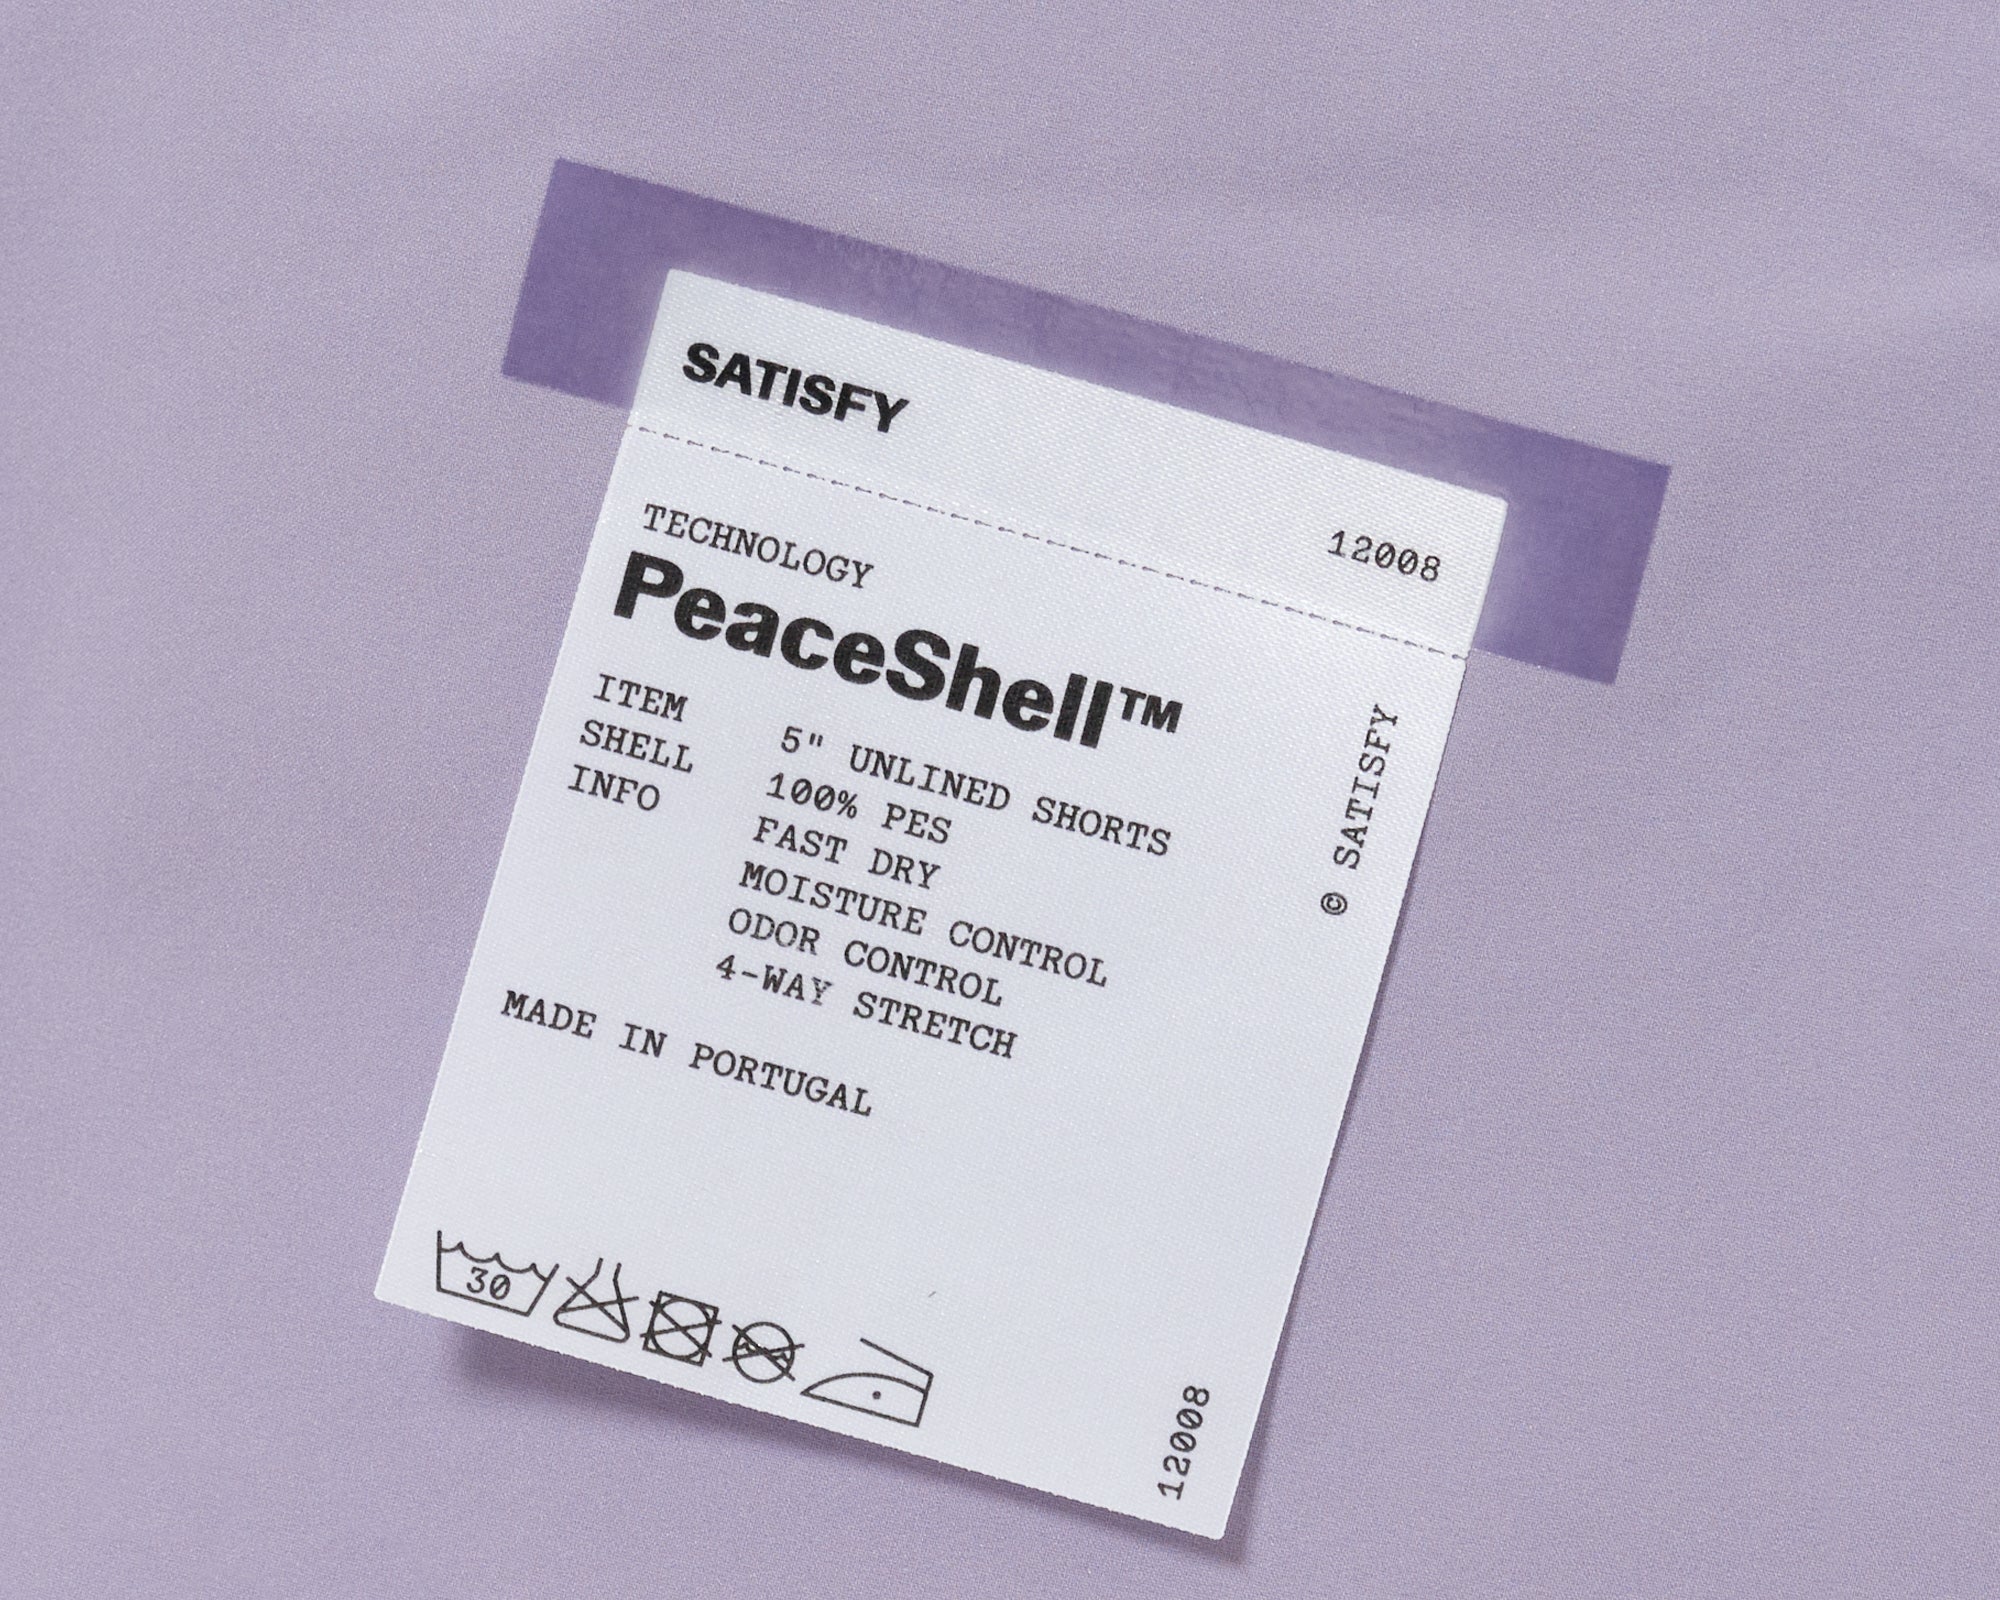 SATISFY
12008
TECHNOLOGY
PeaceShell™
ITEM 5" UNLINED SHORTS
SHELL 100% PES
INFO FAST DRY
MOISTURE CONTROL
ODOR CONTROL
4-WAY STRETCH
MADE IN PORTUGAL
© SATISFY
30
12008